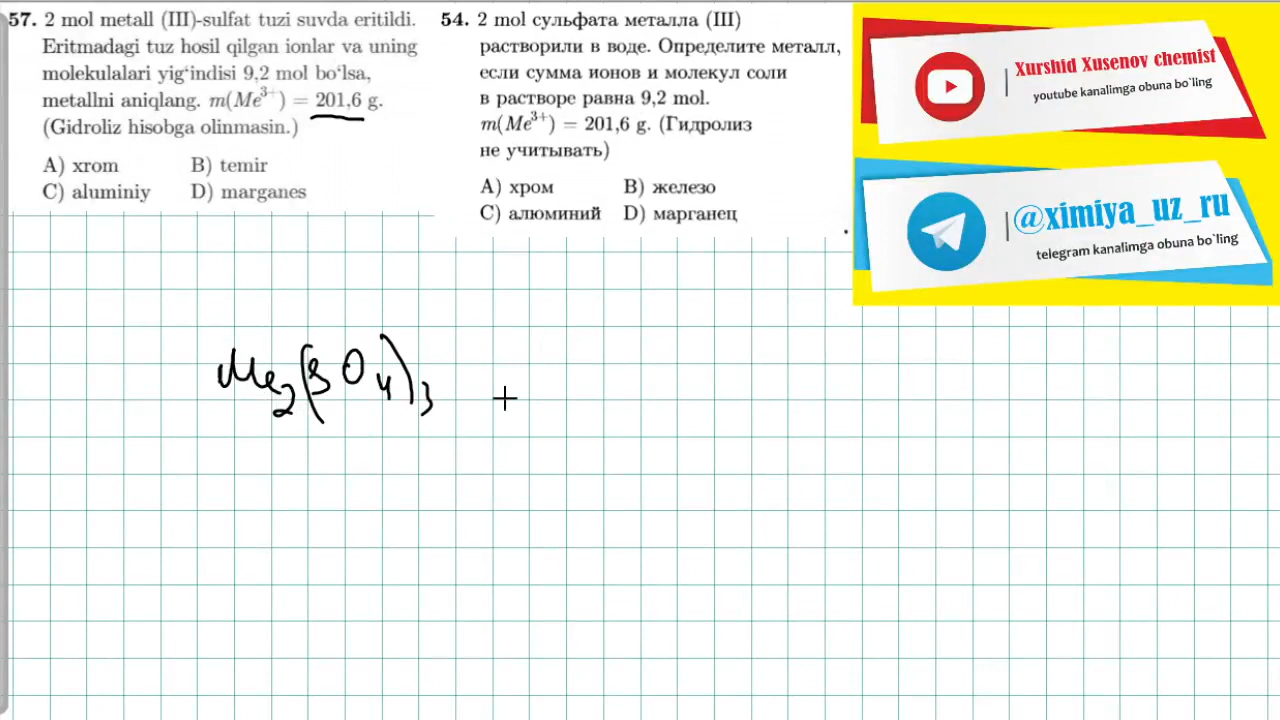 57. 2 mol metall (III)-sulfat tuzi suvda eritildi.
Eritmadagi tuz hosil qilgan ionlar va uning
molekulalari yig‘indisi 9,2 mol bo‘lsa,
metallni aniqlang. m(Me³⁺) = 201,6 g.
(Gidroliz hisobga olinmasin.)
A) xrom B) temir
C) aluminiy D) marganes
54. 2 mol сульфата металла (III)
растворили в воде. Определите металл,
если сумма ионов и молекул соли
в растворе равна 9,2 mol.
m(Me³⁺) = 201,6 g. (Гидролиз
не учитывать)
A) хром B) железо
C) алюминий D) марганец
Xurshid Xusenov chemist
youtube kanalimga obuna bo`ling
@ximiya_uz_ru
telegram kanalimga obuna bo`ling
Me₂(SO₄)₃